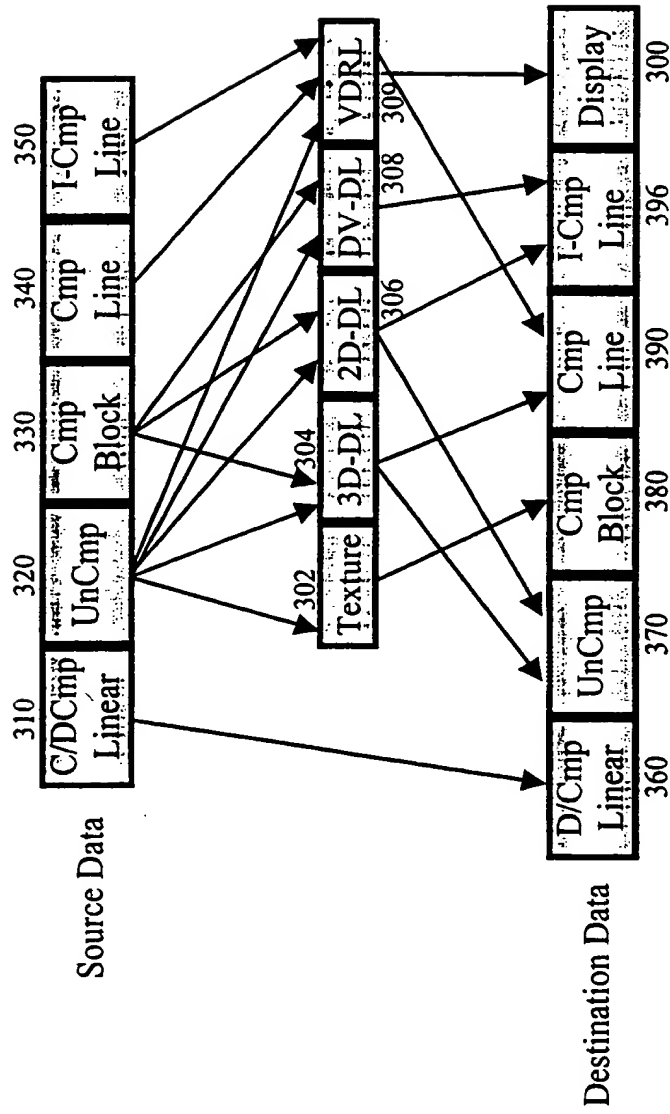 Source Data
310
320
330
340
350
C/DCmp
Linear
UnCmp
Cmp
Block
Cmp
Line
I-Cmp
Line
302
304
Texture
3D-DL
2D-DL
DV-DL
VDRL
306
308
309
Destination Data
D/Cmp
Linear
UnCmp
Cmp
Block
Cmp
Line
I-Cmp
Line
Display
360
370
380
390
396
300